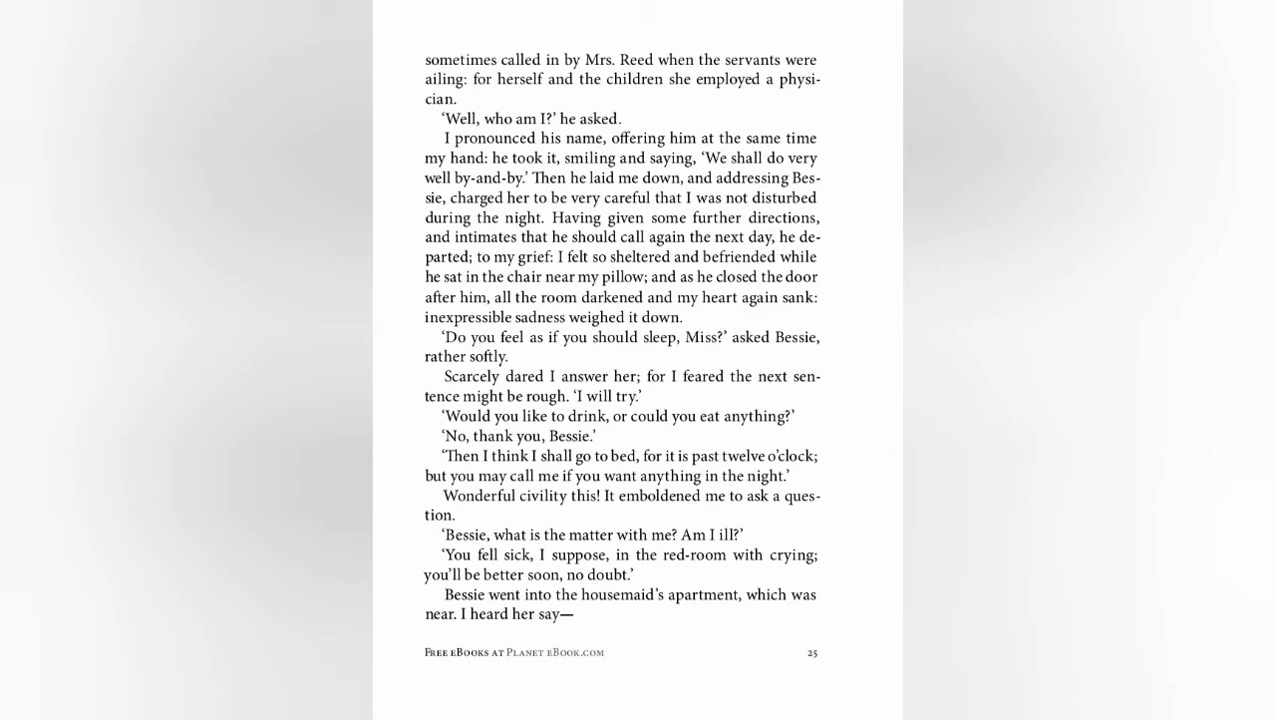 sometimes called in by Mrs. Reed when the servants were
ailing: for herself and the children she employed a physi-
cian.
‘Well, who am I?’ he asked.
I pronounced his name, offering him at the same time
my hand: he took it, smiling and saying, ‘We shall do very
well by-and-by.’ Then he laid me down, and addressing Bes-
sie, charged her to be very careful that I was not disturbed
during the night. Having given some further directions,
and intimates that he should call again the next day, he de-
parted; to my grief: I felt so sheltered and befriended while
he sat in the chair near my pillow; and as he closed the door
after him, all the room darkened and my heart again sank:
inexpressible sadness weighed it down.
‘Do you feel as if you should sleep, Miss?’ asked Bessie,
rather softly.
Scarcely dared I answer her; for I feared the next sen-
tence might be rough. ‘I will try.’
‘Would you like to drink, or could you eat anything?’
‘No, thank you, Bessie.’
‘Then I think I shall go to bed, for it is past twelve o’clock;
but you may call me if you want anything in the night.’
Wonderful civility this! It emboldened me to ask a ques-
tion.
‘Bessie, what is the matter with me? Am I ill?’
‘You fell sick, I suppose, in the red-room with crying;
you’ll be better soon, no doubt.’
Bessie went into the housemaid’s apartment, which was
near. I heard her say—
Free eBooks at Planet eBook.com 25